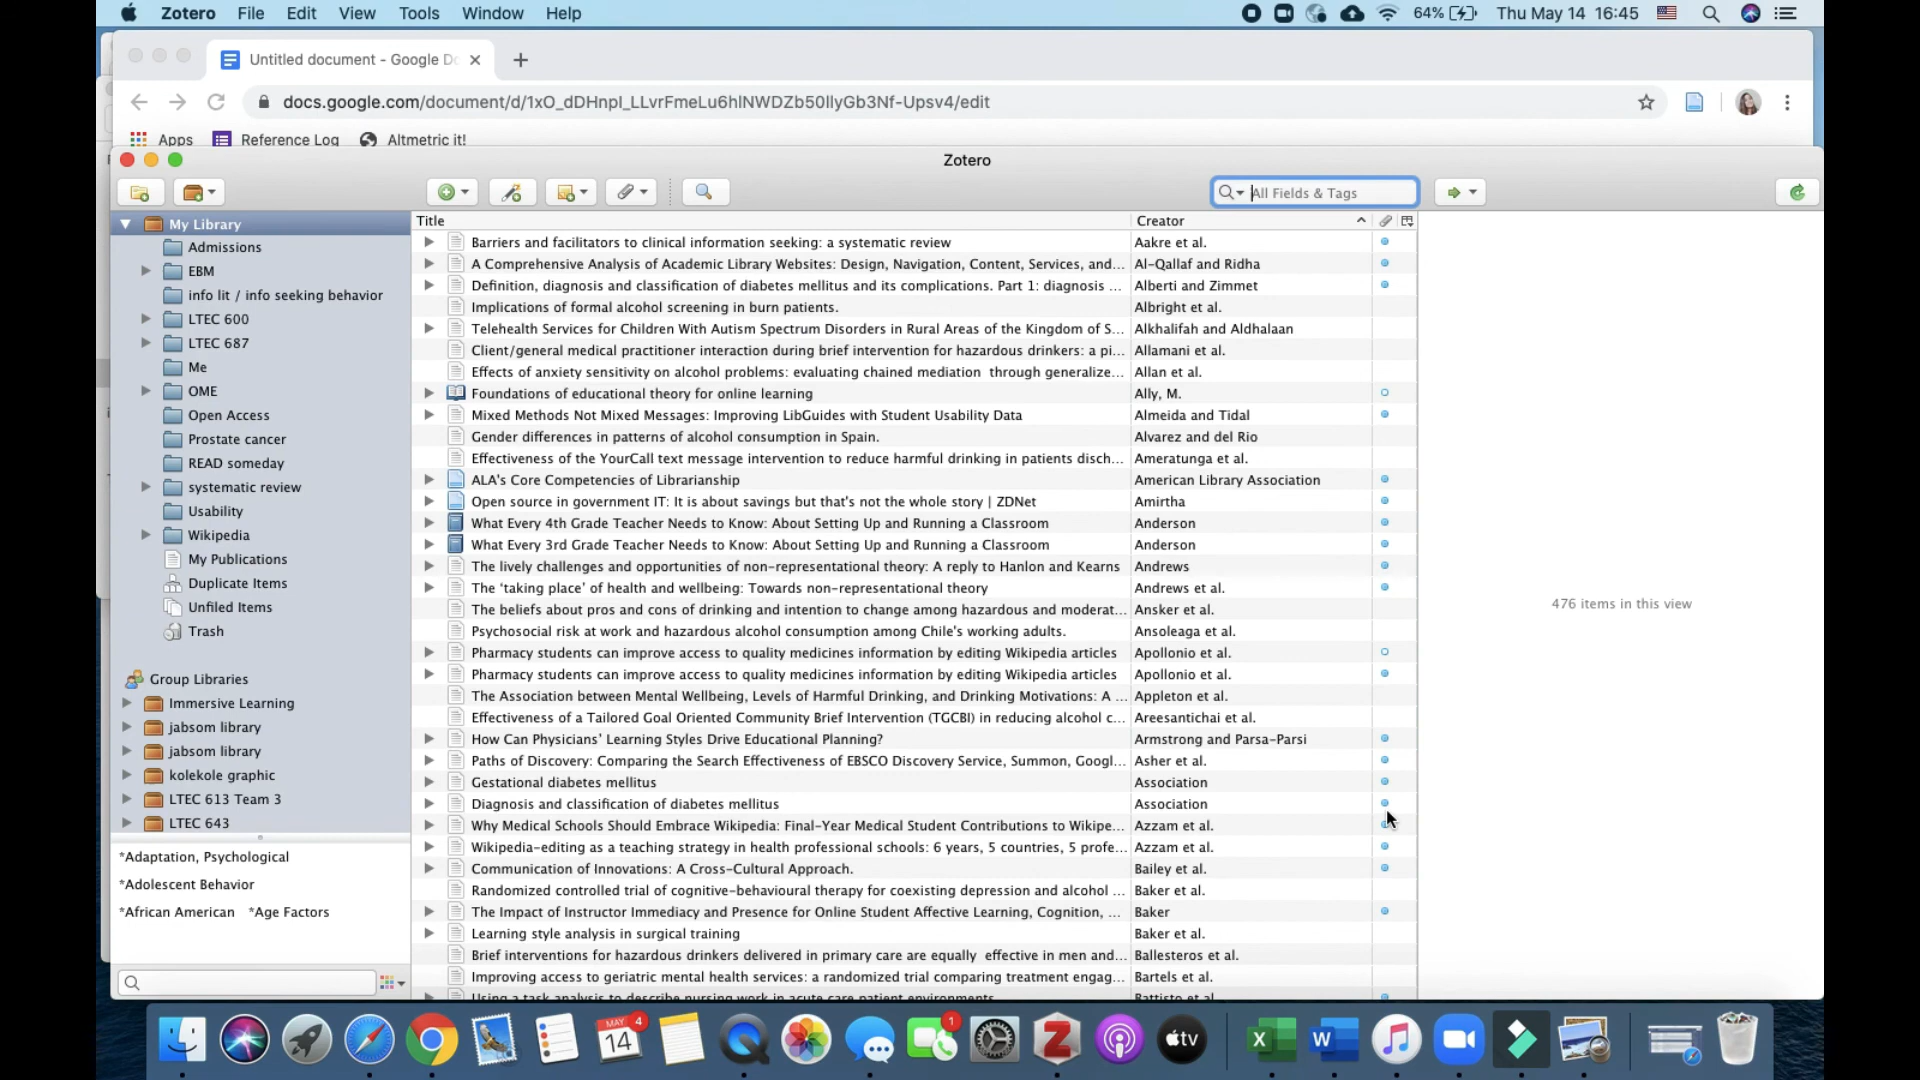 Zotero File Edit View Tools Window Help
64% Thu May 14 16:45
Untitled document - Google Do
docs.google.com/document/d/1xO_dDHnpl_LLvrFmeLu6hlNWDZb50llyGb3Nf-Upsv4/edit
Apps Reference Log Altmetric it!
Zotero
All Fields & Tags
My Library
Admissions
EBM
info lit / info seeking behavior
LTEC 600
LTEC 687
Me
OME
Open Access
Prostate cancer
READ someday
systematic review
Usability
Wikipedia
My Publications
Duplicate Items
Unfiled Items
Trash
Group Libraries
Immersive Learning
jabsom library
jabsom library
kolekole graphic
LTEC 613 Team 3
LTEC 643
*Adaptation, Psychological
*Adolescent Behavior
*African American *Age Factors
Title Creator
Barriers and facilitators to clinical information seeking: a systematic review Aakre et al.
A Comprehensive Analysis of Academic Library Websites: Design, Navigation, Content, Services, and... Al-Qallaf and Ridha
Definition, diagnosis and classification of diabetes mellitus and its complications. Part 1: diagnosis ... Alberti and Zimmet
Implications of formal alcohol screening in burn patients. Albright et al.
Telehealth Services for Children With Autism Spectrum Disorders in Rural Areas of the Kingdom of S... Alkhalifah and Aldhalaan
Client/general medical practitioner interaction during brief intervention for hazardous drinkers: a pi... Allamani et al.
Effects of anxiety sensitivity on alcohol problems: evaluating chained mediation through generalize... Allan et al.
Foundations of educational theory for online learning Ally, M.
Mixed Methods Not Mixed Messages: Improving LibGuides with Student Usability Data Almeida and Tidal
Gender differences in patterns of alcohol consumption in Spain. Alvarez and del Rio
Effectiveness of the YourCall text message intervention to reduce harmful drinking in patients disch... Ameratunga et al.
ALA's Core Competencies of Librarianship American Library Association
Open source in government IT: It is about savings but that's not the whole story | ZDNet Amirtha
What Every 4th Grade Teacher Needs to Know: About Setting Up and Running a Classroom Anderson
What Every 3rd Grade Teacher Needs to Know: About Setting Up and Running a Classroom Anderson
The lively challenges and opportunities of non-representational theory: A reply to Hanlon and Kearns Andrews
The 'taking place' of health and wellbeing: Towards non-representational theory Andrews et al.
The beliefs about pros and cons of drinking and intention to change among hazardous and moderat... Ansker et al.
Psychosocial risk at work and hazardous alcohol consumption among Chile's working adults. Ansoleaga et al.
Pharmacy students can improve access to quality medicines information by editing Wikipedia articles Apollonio et al.
Pharmacy students can improve access to quality medicines information by editing Wikipedia articles Apollonio et al.
The Association between Mental Wellbeing, Levels of Harmful Drinking, and Drinking Motivations: A ... Appleton et al.
Effectiveness of a Tailored Goal Oriented Community Brief Intervention (TGCBI) in reducing alcohol c... Areesantichai et al.
How Can Physicians' Learning Styles Drive Educational Planning? Armstrong and Parsa-Parsi
Paths of Discovery: Comparing the Search Effectiveness of EBSCO Discovery Service, Summon, Googl... Asher et al.
Gestational diabetes mellitus Association
Diagnosis and classification of diabetes mellitus Association
Why Medical Schools Should Embrace Wikipedia: Final-Year Medical Student Contributions to Wikipe... Azzam et al.
Wikipedia-editing as a teaching strategy in health professional schools: 6 years, 5 countries, 5 profe... Azzam et al.
Communication of Innovations: A Cross-Cultural Approach. Bailey et al.
Randomized controlled trial of cognitive-behavioural therapy for coexisting depression and alcohol ... Baker et al.
The Impact of Instructor Immediacy and Presence for Online Student Affective Learning, Cognition, ... Baker
Learning style analysis in surgical training Baker et al.
Brief interventions for hazardous drinkers delivered in primary care are equally effective in men and... Ballesteros et al.
Improving access to geriatric mental health services: a randomized trial comparing treatment engag... Bartels et al.
Using a task analysis to describe nursing work in acute care patient environments Battisto et al.
476 items in this view
MAY 14 4
1
Z
tv
X
W